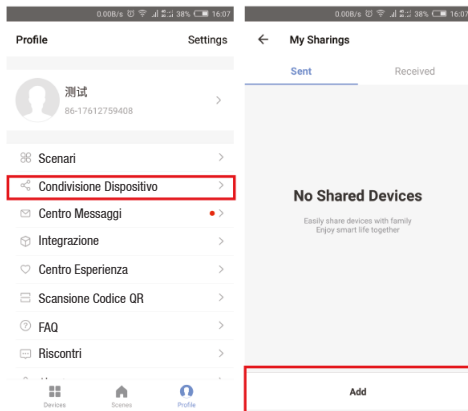 0.00B/s 38% 16:07
Profile Settings
测试
86-17612759408
Scenari
Condivisione Dispositivo
Centro Messaggi
Integrazione
Centro Esperienza
Scansione Codice QR
FAQ
Riscontri
Devices Scenes Profile
0.00B/s 38% 16:07
My Sharings
Sent Received
No Shared Devices
Easily share devices with family
Enjoy smart life together
Add